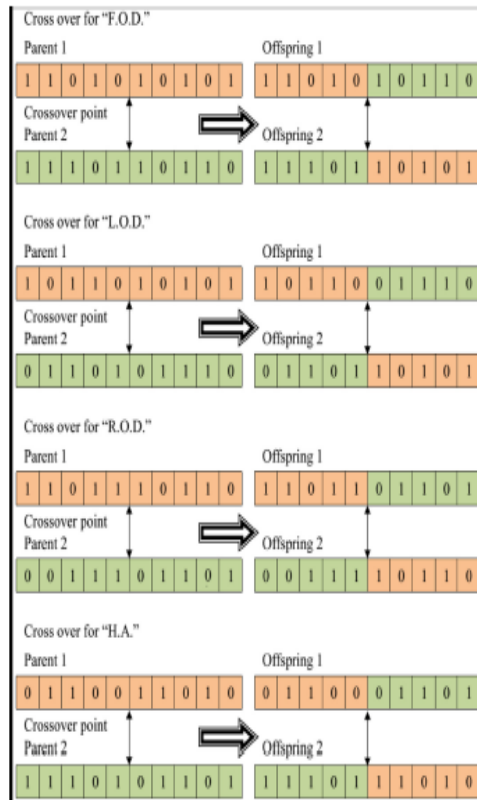 Cross over for “F.O.D.”
Parent 1 Offspring 1
1 1 0 1 0 1 0 1 0 1 1 1 0 1 0 1 0 1 1 0
Crossover point
Parent 2 Offspring 2
1 1 1 0 1 1 0 1 1 0 1 1 1 0 1 1 0 1 0 1
Cross over for “L.O.D.”
Parent 1 Offspring 1
1 0 1 1 0 1 0 1 0 1 1 0 1 1 0 0 1 1 1 0
Crossover point
Parent 2 Offspring 2
0 1 1 0 1 0 1 1 1 0 0 1 1 0 1 1 0 1 0 1
Cross over for “R.O.D.”
Parent 1 Offspring 1
1 1 0 1 1 1 0 1 1 0 1 1 0 1 1 0 1 1 0 1
Crossover point
Parent 2 Offspring 2
0 0 1 1 1 0 1 1 0 1 0 0 1 1 1 1 0 1 1 0
Cross over for “H.A.”
Parent 1 Offspring 1
0 1 1 0 0 1 1 0 1 0 0 1 1 0 0 0 1 1 0 1
Crossover point
Parent 2 Offspring 2
1 1 1 0 1 0 1 1 0 1 1 1 1 0 1 1 1 0 1 0